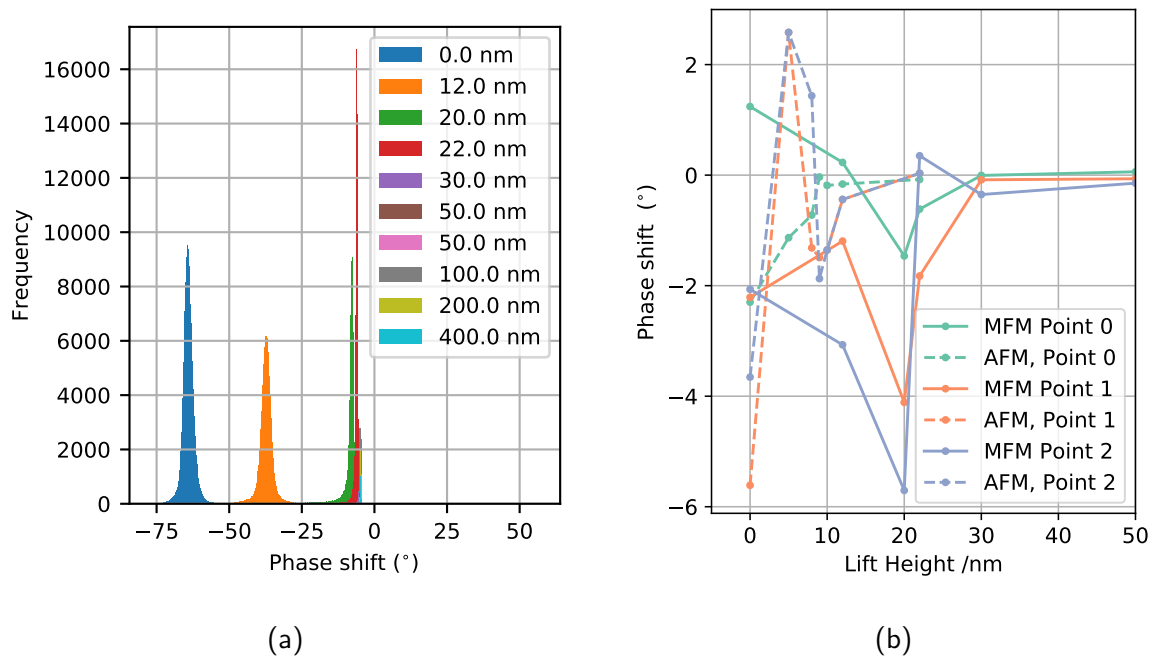 16000
14000
12000
10000
8000
6000
4000
2000
0
Frequency
−75
−50
−25
0
25
50
Phase shift (°)
0.0 nm
12.0 nm
20.0 nm
22.0 nm
30.0 nm
50.0 nm
50.0 nm
100.0 nm
200.0 nm
400.0 nm
(a)
2
0
−2
−4
−6
Phase shift (°)
0
10
20
30
40
50
Lift Height /nm
MFM Point 0
AFM, Point 0
MFM Point 1
AFM, Point 1
MFM Point 2
AFM, Point 2
(b)